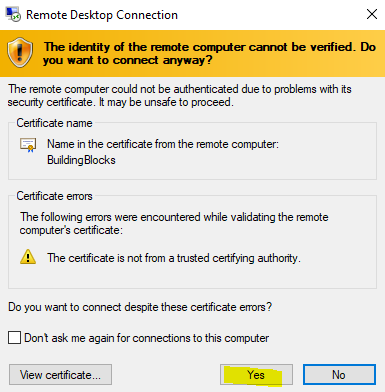 Remote Desktop Connection
The identity of the remote computer cannot be verified. Do
you want to connect anyway?
The remote computer could not be authenticated due to problems with its
security certificate. It may be unsafe to proceed.
Certificate name
Name in the certificate from the remote computer:
BuildingBlocks
Certificate errors
The following errors were encountered while validating the remote
computer's certificate:
The certificate is not from a trusted certifying authority.
Do you want to connect despite these certificate errors?
Don't ask me again for connections to this computer
View certificate... Yes No